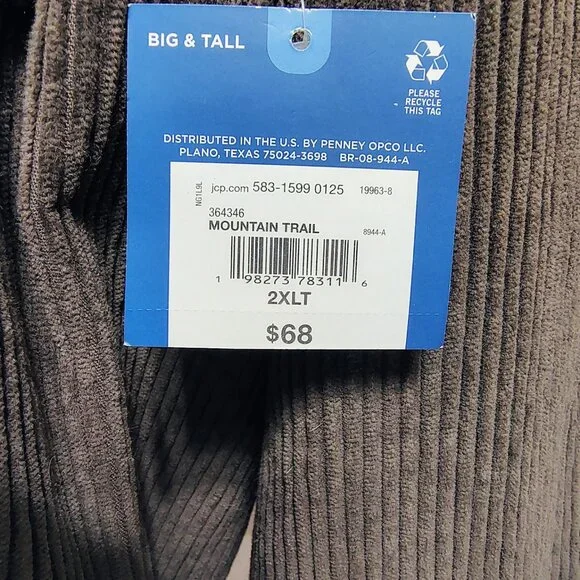 BIG & TALL
PLEASE
RECYCLE
THIS TAG
DISTRIBUTED IN THE U.S. BY PENNEY OPCO LLC.
PLANO, TEXAS 75024-3698 BR-08-944-A
NG1L9L
jcp.com 583-1599 0125 19963-8
364346
MOUNTAIN TRAIL 8944-A
1 98273 78311 6
2XLT
$68